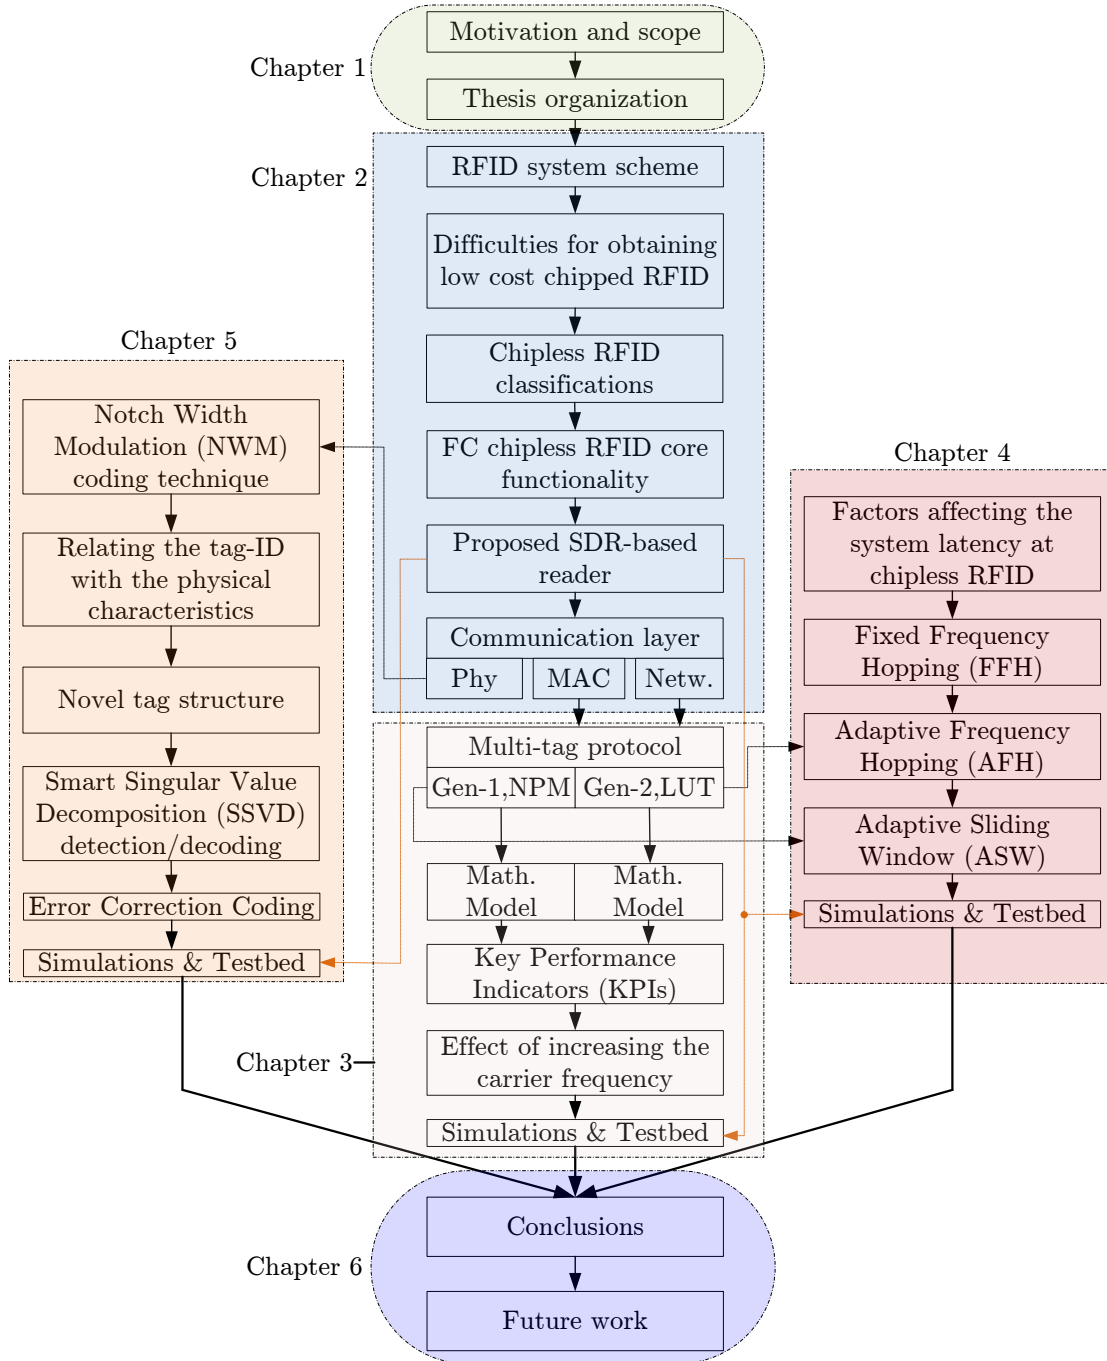 Chapter 1
Motivation and scope
Thesis organization
Chapter 2
RFID system scheme
Difficulties for obtaining
low cost chipped RFID
Chipless RFID
classifications
FC chipless RFID core
functionality
Proposed SDR-based
reader
Communication layer
Phy
MAC
Netw.
Chapter 5
Notch Width
Modulation (NWM)
coding technique
Relating the tag-ID
with the physical
characteristics
Novel tag structure
Smart Singular Value
Decomposition (SSVD)
detection/decoding
Error Correction Coding
Simulations & Testbed
Chapter 4
Factors affecting the
system latency at
chipless RFID
Fixed Frequency
Hopping (FFH)
Adaptive Frequency
Hopping (AFH)
Adaptive Sliding
Window (ASW)
Simulations & Testbed
Chapter 3
Multi-tag protocol
Gen-1,NPM
Gen-2,LUT
Math.
Model
Math.
Model
Key Performance
Indicators (KPIs)
Effect of increasing the
carrier frequency
Simulations & Testbed
Chapter 6
Conclusions
Future work